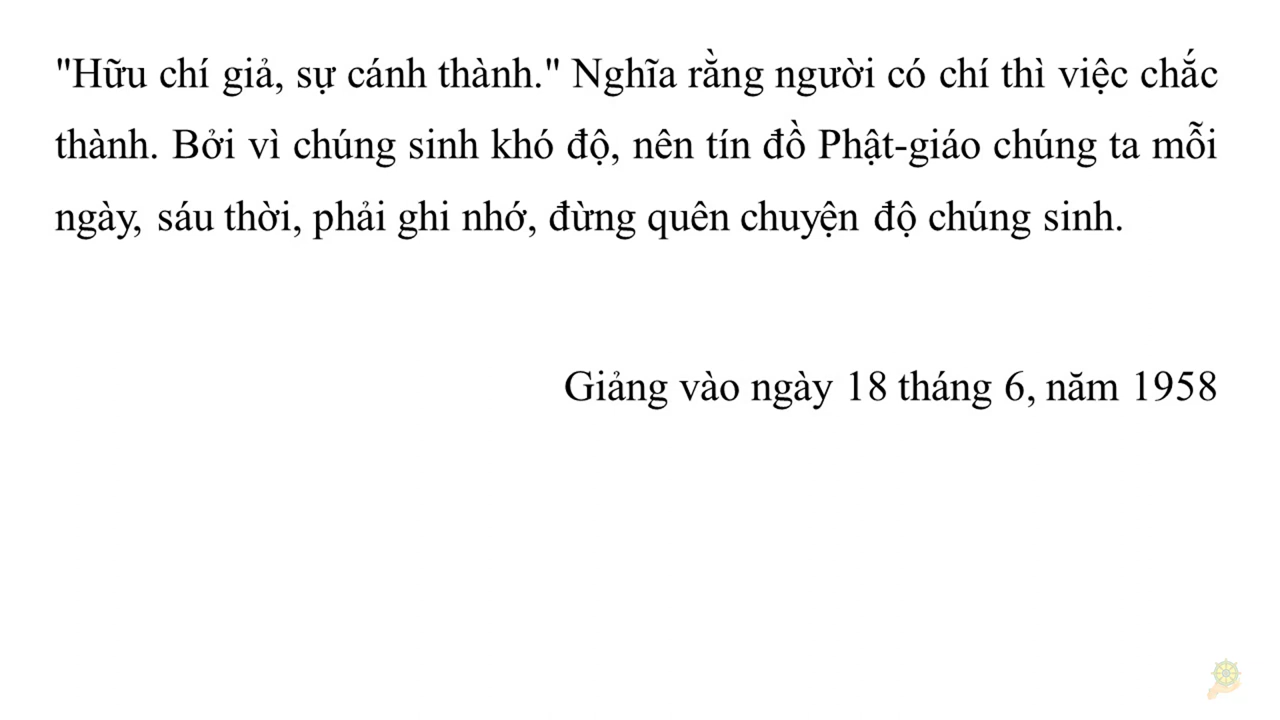 "Hữu chí giả, sự cánh thành." Nghĩa rằng người có chí thì việc chắc
thành. Bởi vì chúng sinh khó độ, nên tín đồ Phật-giáo chúng ta mỗi
ngày, sáu thời, phải ghi nhớ, đừng quên chuyện độ chúng sinh.
Giảng vào ngày 18 tháng 6, năm 1958